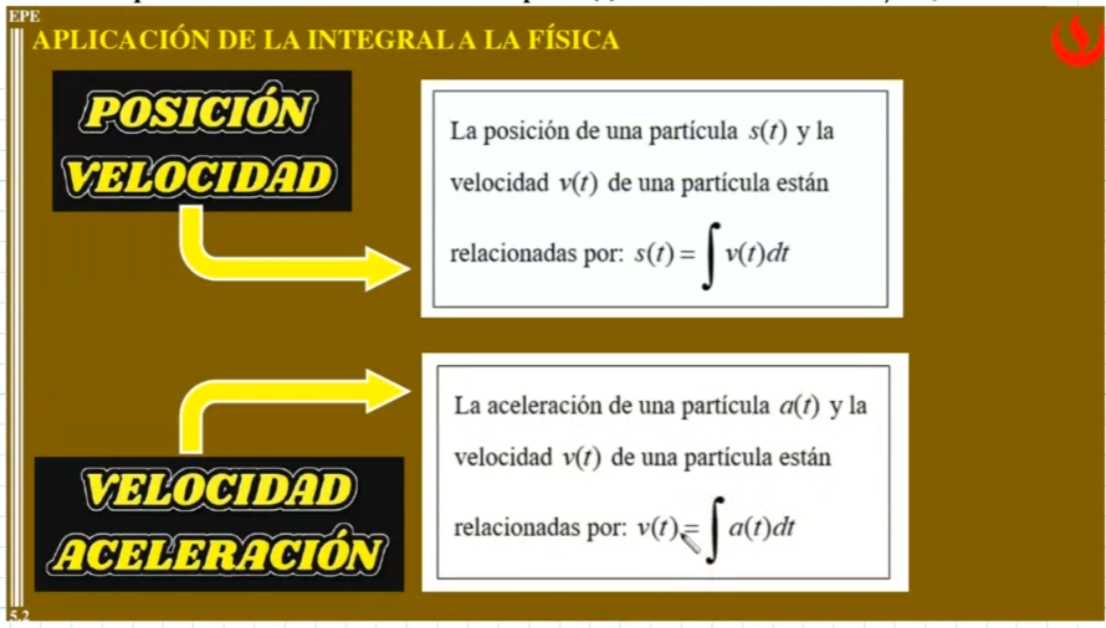 EPE
APLICACIÓN DE LA INTEGRAL A LA FÍSICA
POSICIÓN
VELOCIDAD
La posición de una partícula s(t) y la
velocidad v(t) de una partícula están
relacionadas por: s(t) = ∫ v(t)dt
La aceleración de una partícula a(t) y la
velocidad v(t) de una partícula están
relacionadas por: v(t) = ∫ a(t)dt
VELOCIDAD
ACELERACIÓN
5.2